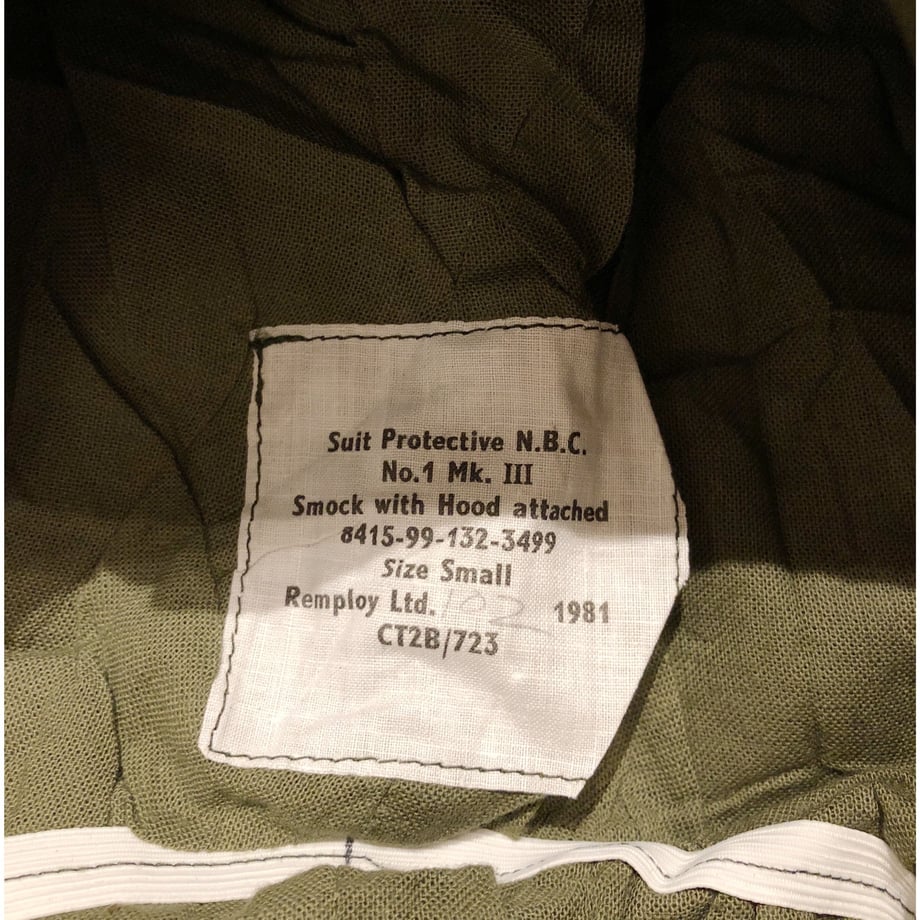 Suit Protective N.B.C.
No.1 Mk. III
Smock with Hood attached
8415-99-132-3499
Size Small
Remploy Ltd. 102 1981
CT2B/723